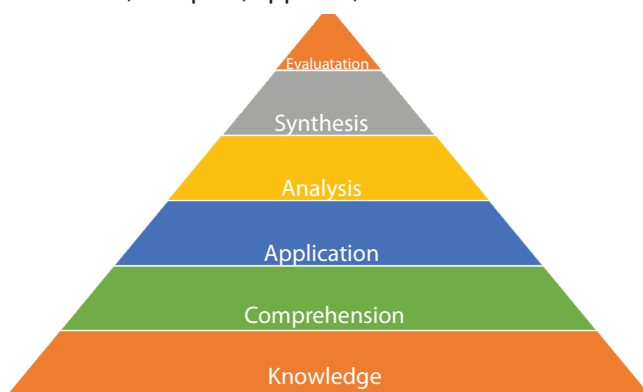 Evaluatation
Synthesis
Analysis
Application
Comprehension
Knowledge